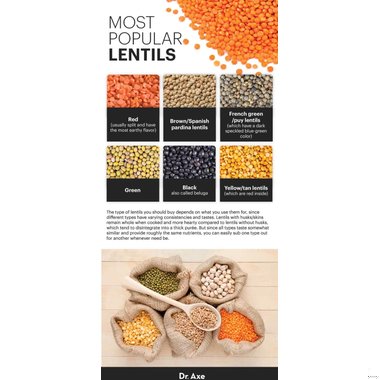 MOST
POPULAR
LENTILS
Red
(usually split and have
the most earthy flavor)
Brown/Spanish
pardina lentils
French green
/puy lentils
(which have a dark
speckled blue-green
color)
Green
Black
also called beluga
Yellow/tan lentils
(which are red inside)
The type of lentils you should buy depends on what you use them for, since
different types have varying consistencies and tastes. Lentils with husks/skins
remain whole when cooked and more hearty compared to lentils without husks,
which tend to disintegrate into a thick purée. But since all types taste somewhat
similar and provide roughly the same nutrients, you can easily sub one type out
for another whenever need be.
Dr. Axe